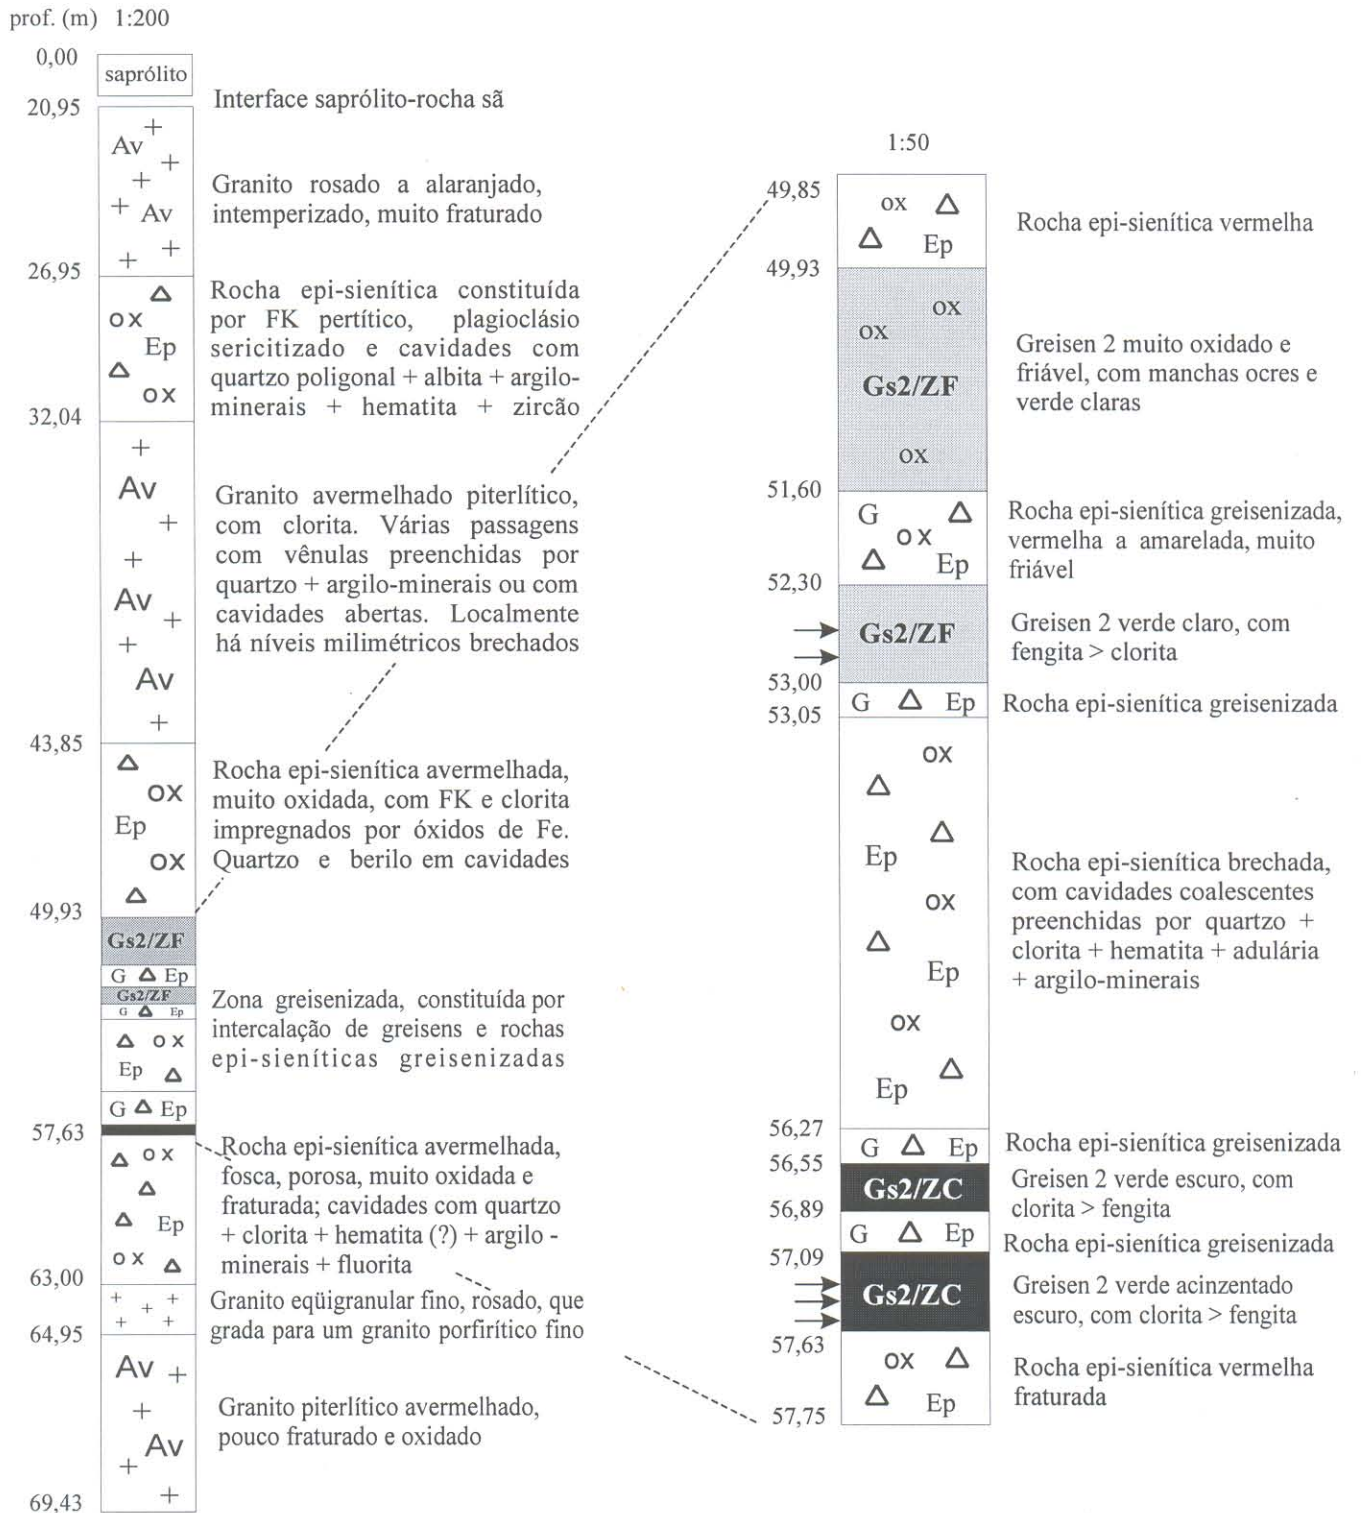 prof. (m) 1:200
0,00
saprólito
20,95
Interface saprólito-rocha sã
Av
Av
Granito rosado a alaranjado,
intemperizado, muito fraturado
26,95
Rocha epi-sienítica constituída
por FK pertítico, plagioclásio
sericitizado e cavidades com
quartzo poligonal + albita + argilo-
minerais + hematita + zircão
ox
Ep
ox
32,04
Av
Av
Av
Granito avermelhado piterlítico,
com clorita. Várias passagens
com vênulas preenchidas por
quartzo + argilo-minerais ou com
cavidades abertas. Localmente
há níveis milimétricos brechados
43,85
ox
Ep
ox
Rocha epi-sienítica avermelhada,
muito oxidada, com FK e clorita
impregnados por óxidos de Fe.
Quartzo e berilo em cavidades
49,93
Gs2/ZF
G Δ Ep
Gs2/ZF
G Δ Ep
ox
Ep
G Δ Ep
Zona greisenizada, constituída por
intercalação de greisens e rochas
epi-sieníticas greisenizadas
57,63
ox
Ep
ox
Rocha epi-sienítica avermelhada,
fosca, porosa, muito oxidada e
fraturada; cavidades com quartzo
+ clorita + hematita (?) + argilo -
minerais + fluorita
63,00
Granito eqüigranular fino, rosado, que
grada para um granito porfirítico fino
64,95
Av
Av
Granito piterlítico avermelhado,
pouco fraturado e oxidado
69,43
1:50
49,85
ox
Ep
Rocha epi-sienítica vermelha
49,93
ox
ox
Gs2/ZF
ox
Greisen 2 muito oxidado e
friável, com manchas ocres e
verde claras
51,60
G
ox
Ep
Rocha epi-sienítica greisenizada,
vermelha a amarelada, muito
friável
52,30
Gs2/ZF
Greisen 2 verde claro, com
fengita > clorita
53,00
G Δ Ep
Rocha epi-sienítica greisenizada
53,05
ox
Ep
ox
Ep
ox
Ep
Rocha epi-sienítica brechada,
com cavidades coalescentes
preenchidas por quartzo +
clorita + hematita + adulária
+ argilo-minerais
56,27
G Δ Ep
Rocha epi-sienítica greisenizada
56,55
Gs2/ZC
Greisen 2 verde escuro, com
clorita > fengita
56,89
G Δ Ep
Rocha epi-sienítica greisenizada
57,09
Gs2/ZC
Greisen 2 verde acinzentado
escuro, com clorita > fengita
57,63
ox
Ep
Rocha epi-sienítica vermelha
fraturada
57,75